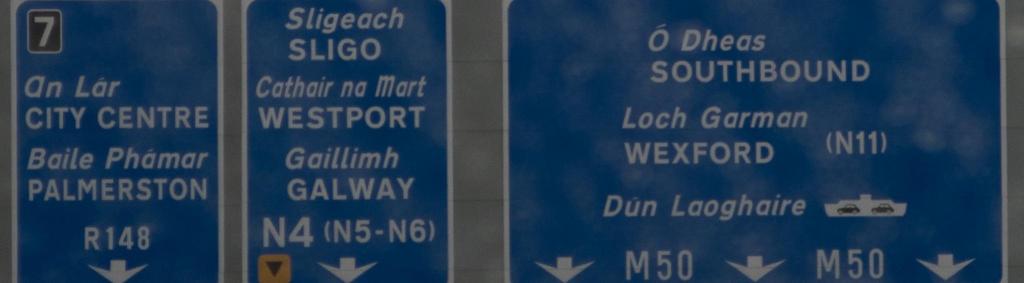 7
An Lár
CITY CENTRE
Baile Phámar
PALMERSTON
R148
Sligeach
SLIGO
Cathair na Mart
WESTPORT
Gaillimh
GALWAY
N4 (N5-N6)
Ó Dheas
SOUTHBOUND
Loch Garman
WEXFORD (N11)
Dún Laoghaire
M50 M50